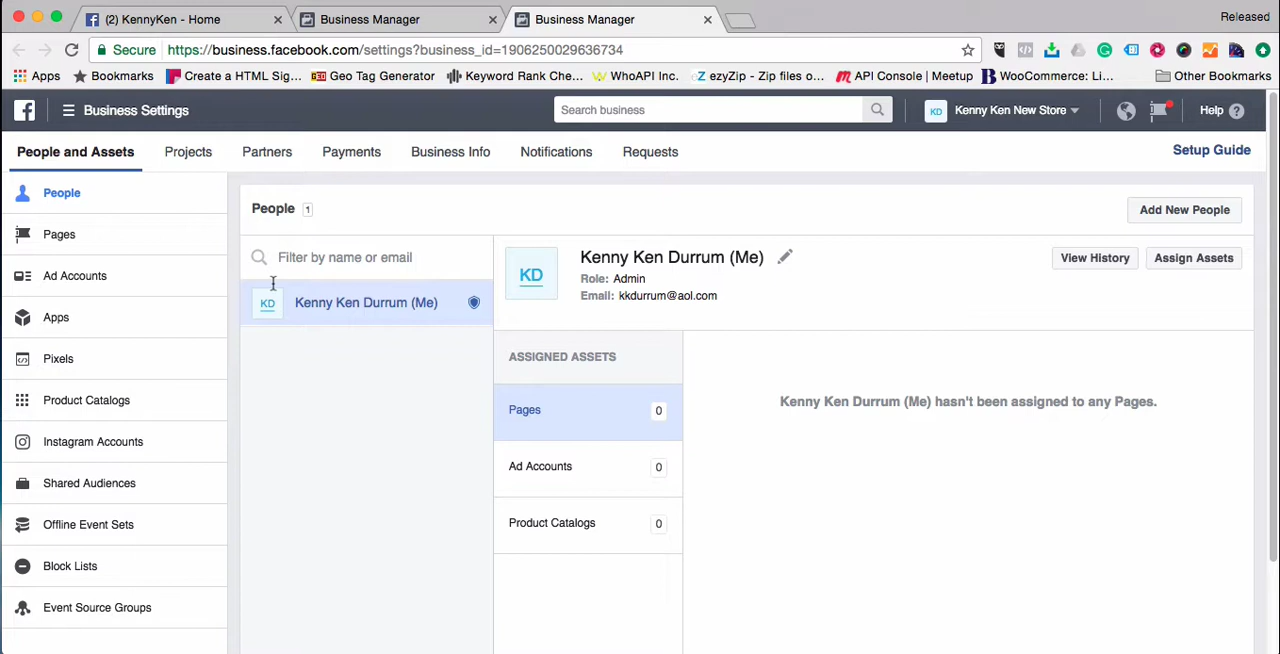 (2) KennyKen - Home
Business Manager
Business Manager
Released
Secure https://business.facebook.com/settings?business_id=1906250029636734
Apps Bookmarks Create a HTML Sig... GEO Geo Tag Generator Keyword Rank Che... WhoAPI Inc. Z ezyZip - Zip files o... API Console | Meetup B WooCommerce: Li... Other Bookmarks
Business Settings
Search business
KD Kenny Ken New Store
Help ?
People and Assets Projects Partners Payments Business Info Notifications Requests Setup Guide
People
Pages
Ad Accounts
Apps
Pixels
Product Catalogs
Instagram Accounts
Shared Audiences
Offline Event Sets
Block Lists
Event Source Groups
People 1
Add New People
Filter by name or email
KD Kenny Ken Durrum (Me)
KD
Kenny Ken Durrum (Me)
Role: Admin
Email: kkdurrum@aol.com
View History Assign Assets
ASSIGNED ASSETS
Pages 0
Ad Accounts 0
Product Catalogs 0
Kenny Ken Durrum (Me) hasn't been assigned to any Pages.